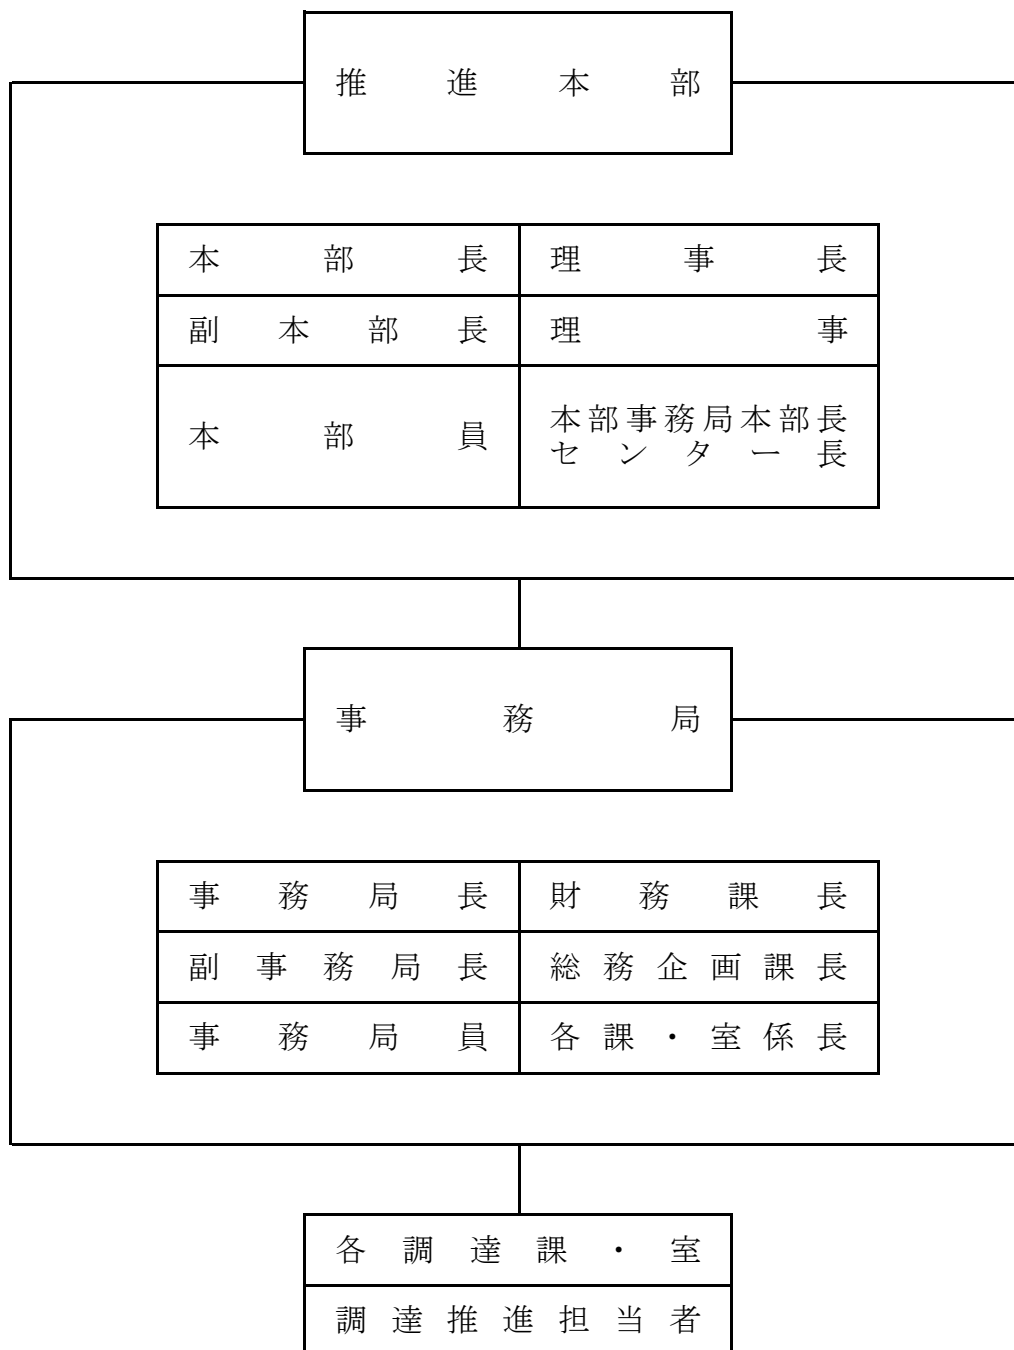 推進本部
本部長 理事長
副本部長 理事
本部員 本部事務局本部長
センター長
事務局
事務局長 財務課長
副事務局長 総務企画課長
事務局員 各課・室係長
各調達課・室
調達推進担当者